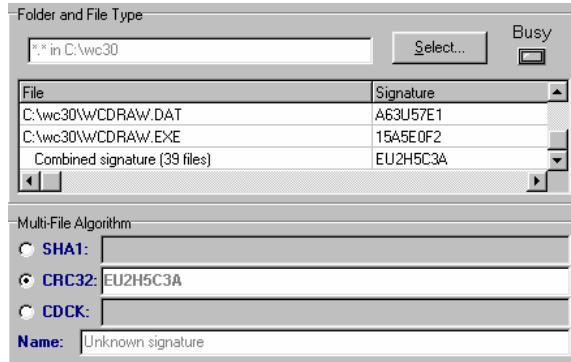 Folder and File Type
*.* in C:\wc30
Select...
Busy
File Signature
C:\wc30\WCDRAW.DAT A63U57E1
C:\wc30\WCDRAW.EXE 15A5E0F2
Combined signature (39 files) EU2H5C3A
Multi-File Algorithm
SHA1:
CRC32: EU2H5C3A
CDCK:
Name: Unknown signature